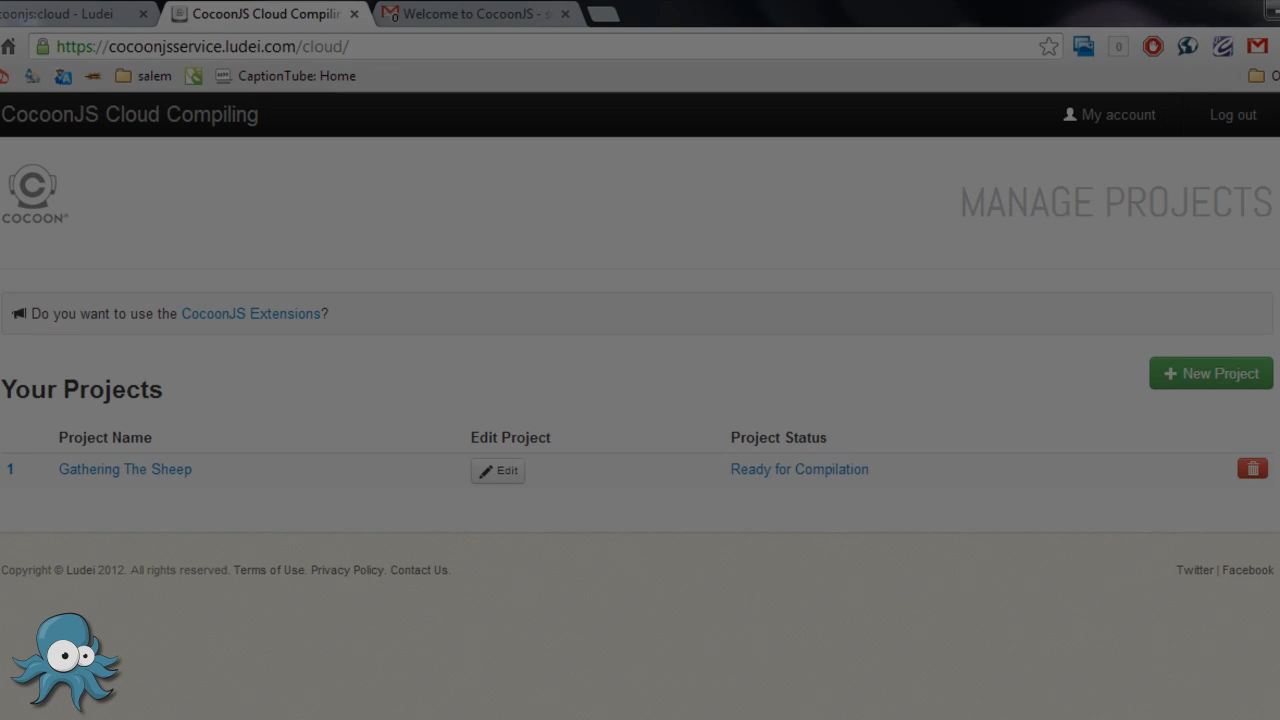 coonjs:cloud - Ludei
CocoonJS Cloud Compilin
Welcome to CocoonJS - s
https://cocoonjsservice.ludei.com/cloud/
0
salem
CaptionTube: Home
CocoonJS Cloud Compiling
My account
Log out
COCOON
MANAGE PROJECTS
Do you want to use the CocoonJS Extensions?
New Project
Your Projects
Project Name Edit Project Project Status
1 Gathering The Sheep Edit Ready for Compilation
Copyright © Ludei 2012. All rights reserved. Terms of Use. Privacy Policy. Contact Us.
Twitter | Facebook